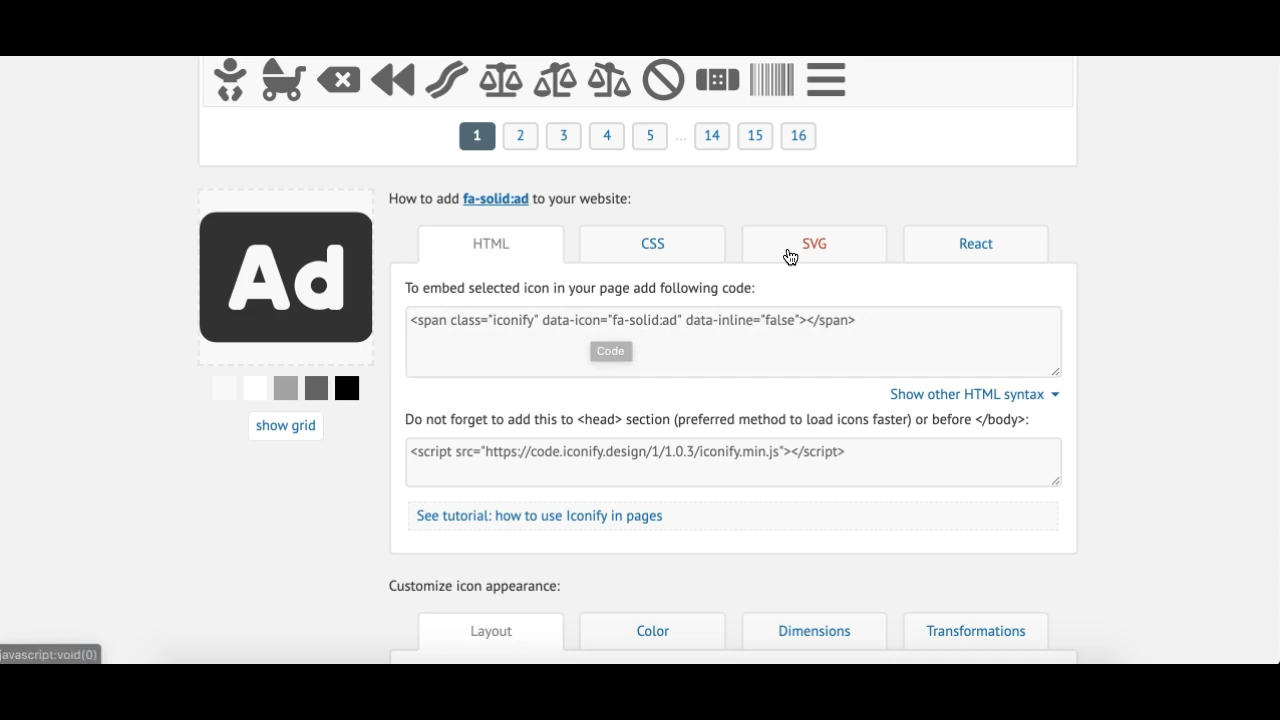 1 2 3 4 5 ... 14 15 16
How to add fa-solid:ad to your website:
Ad
HTML CSS SVG React
To embed selected icon in your page add following code:
<span class="iconify" data-icon="fa-solid:ad" data-inline="false"></span>
Code
Show other HTML syntax
show grid
Do not forget to add this to <head> section (preferred method to load icons faster) or before </body>:
<script src="https://code.iconify.design/1/1.0.3/iconify.min.js"></script>
See tutorial: how to use Iconify in pages
Customize icon appearance:
Layout Color Dimensions Transformations
javascript:void(0)